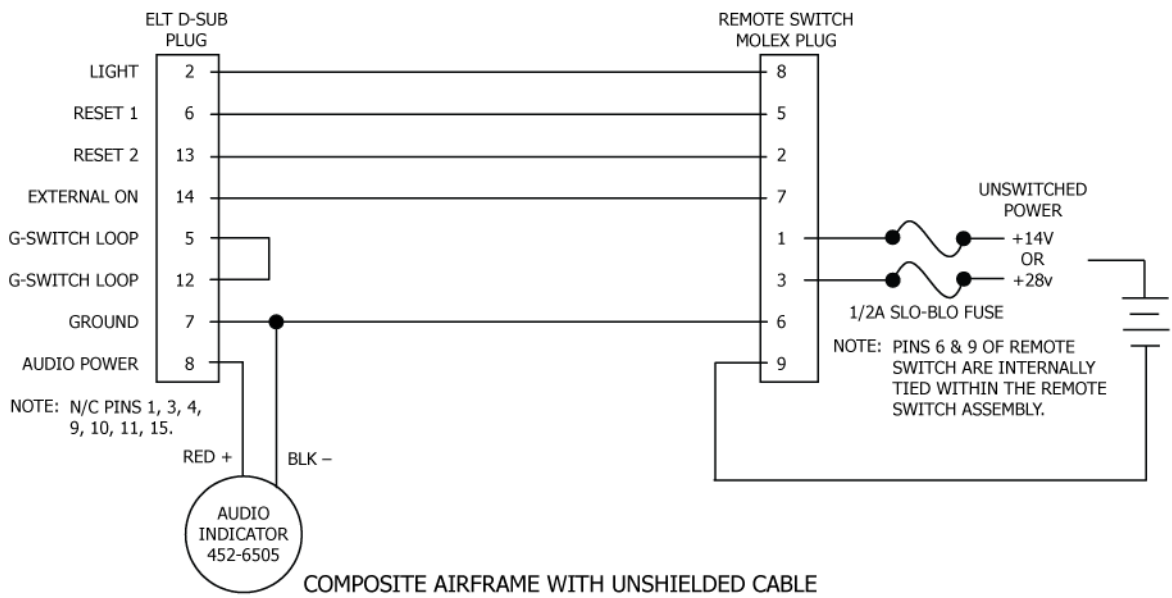 ELT D-SUB
PLUG
REMOTE SWITCH
MOLEX PLUG
LIGHT 2 8
RESET 1 6 5
RESET 2 13 2
EXTERNAL ON 14 7
UNSWITCHED
POWER
G-SWITCH LOOP 5 1 +14V
OR
G-SWITCH LOOP 12 3 +28v
1/2A SLO-BLO FUSE
GROUND 7 6
AUDIO POWER 8 9
NOTE: PINS 6 & 9 OF REMOTE
SWITCH ARE INTERNALLY
TIED WITHIN THE REMOTE
SWITCH ASSEMBLY.
NOTE: N/C PINS 1, 3, 4,
9, 10, 11, 15.
RED + BLK –
AUDIO
INDICATOR
452-6505
COMPOSITE AIRFRAME WITH UNSHIELDED CABLE